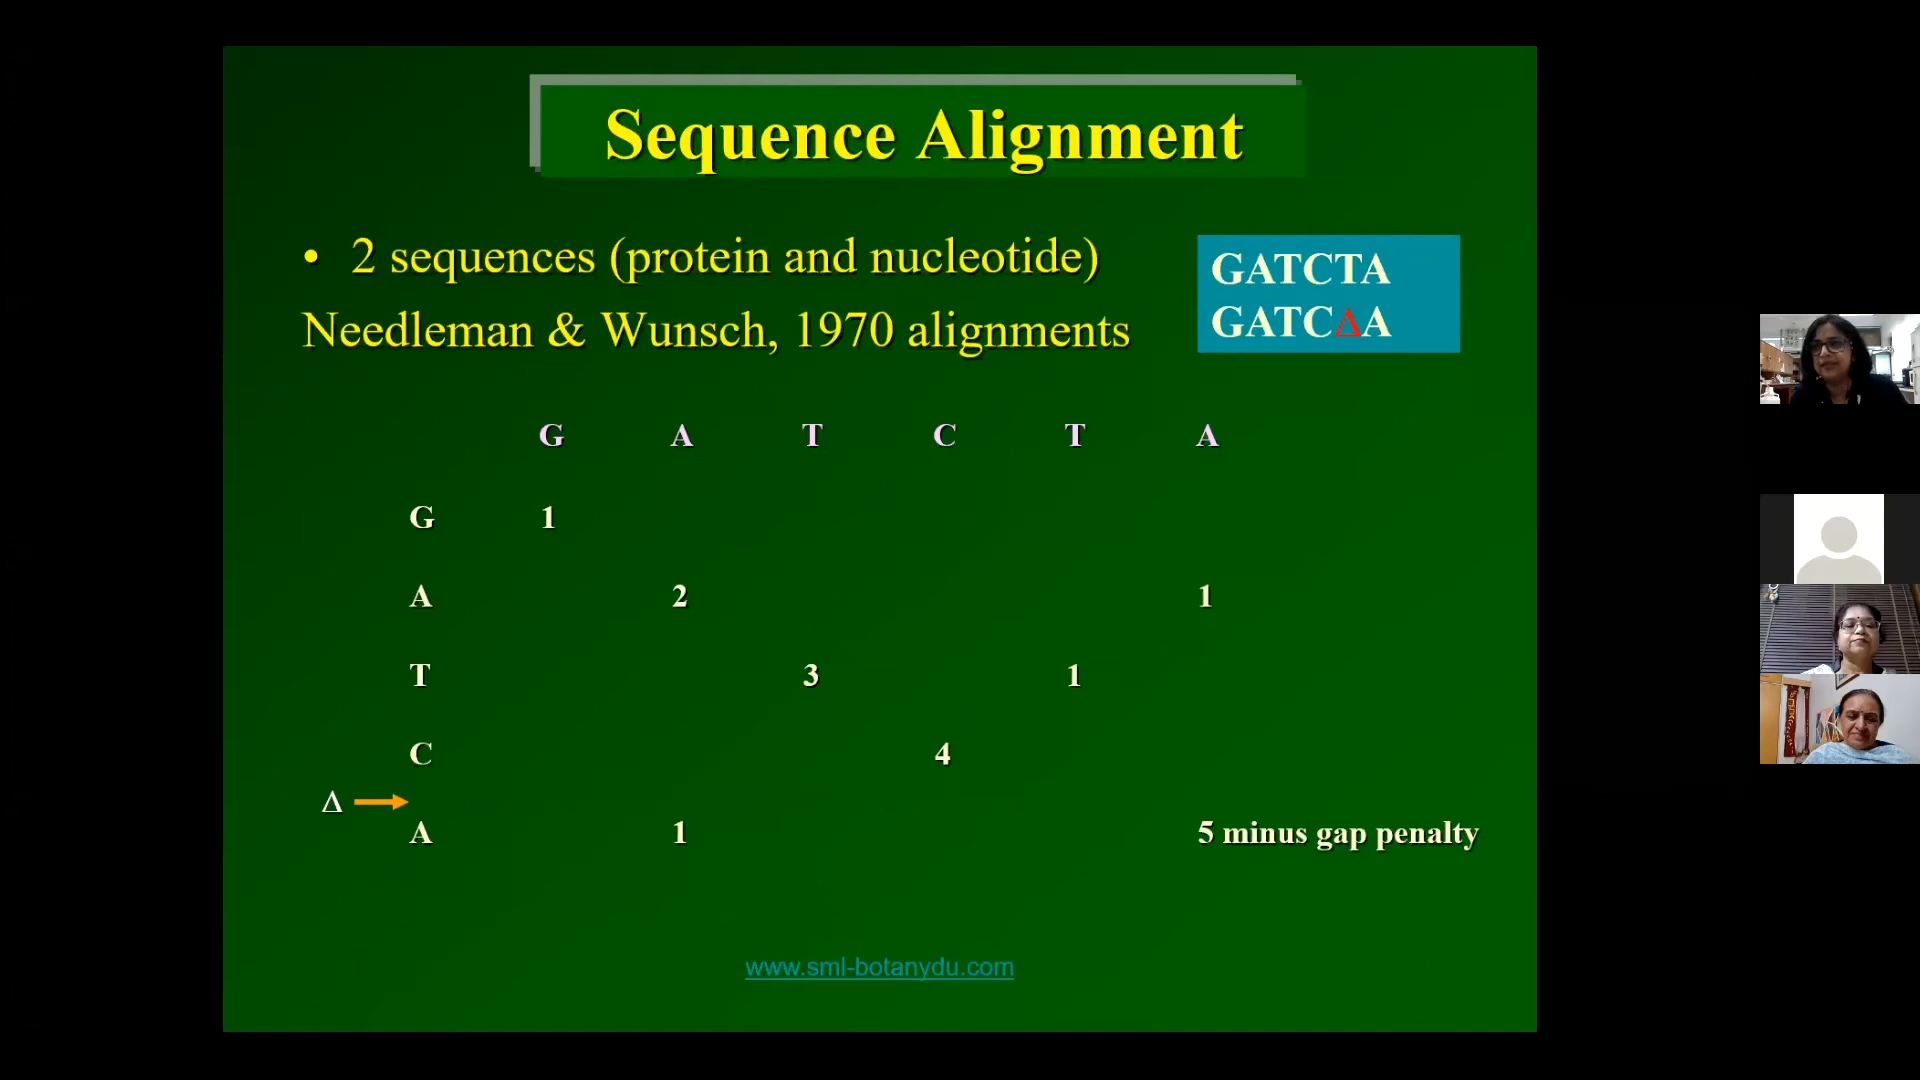 Sequence Alignment
• 2 sequences (protein and nucleotide)
Needleman & Wunsch, 1970 alignments
GATCTA
GATCΔA
G A T C T A
G 1
A 2 1
T 3 1
C 4
Δ
A 1 5 minus gap penalty
www.sml-botanydu.com